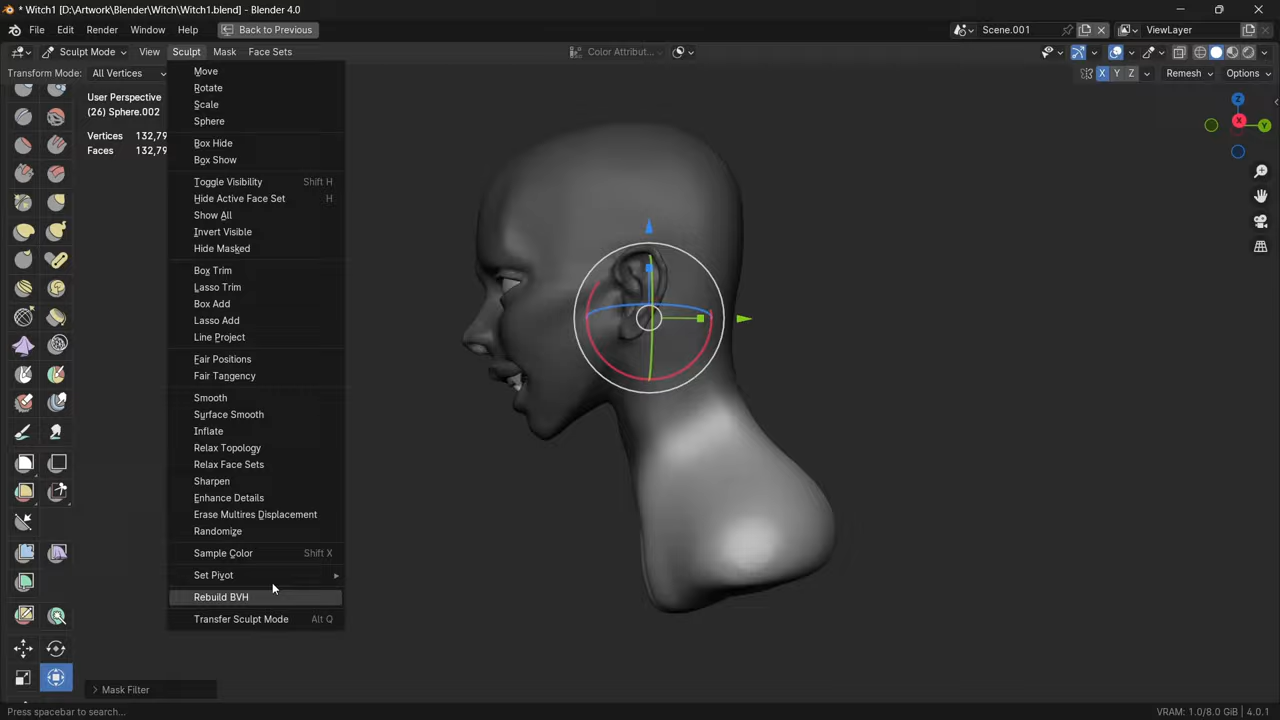 * Witch1 [D:\Artwork\Blender\Witch\Witch1.blend] - Blender 4.0
File Edit Render Window Help Back to Previous Scene.001 ViewLayer
Sculpt Mode View Sculpt Mask Face Sets Color Attribut...
Transform Mode: All Vertices X Y Z Remesh Options
User Perspective
(26) Sphere.002
Vertices 132,79
Faces 132,79
Move
Rotate
Scale
Sphere
Box Hide
Box Show
Toggle Visibility Shift H
Hide Active Face Set H
Show All
Invert Visible
Hide Masked
Box Trim
Lasso Trim
Box Add
Lasso Add
Line Project
Fair Positions
Fair Tangency
Smooth
Surface Smooth
Inflate
Relax Topology
Relax Face Sets
Sharpen
Enhance Details
Erase Multires Displacement
Randomize
Sample Color Shift X
Set Pivot
Rebuild BVH
Transfer Sculpt Mode Alt Q
Z
X
Y
> Mask Filter
Press spacebar to search... VRAM: 1.0/8.0 GiB | 4.0.1